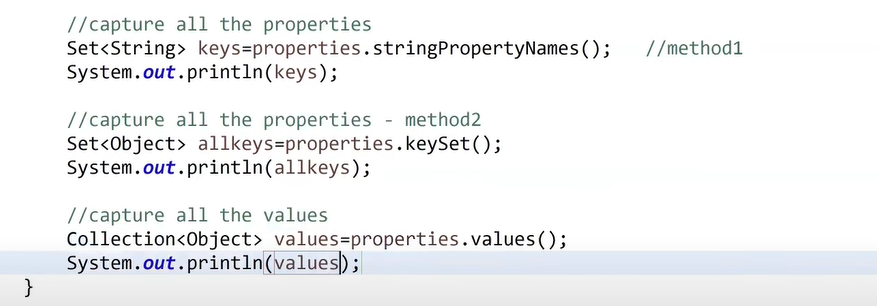 //capture all the properties
Set<String> keys=properties.stringPropertyNames();   //method1
System.out.println(keys);
//capture all the properties - method2
Set<Object> allkeys=properties.keySet();
System.out.println(allkeys);
//capture all the values
Collection<Object> values=properties.values();
System.out.println(values);
}